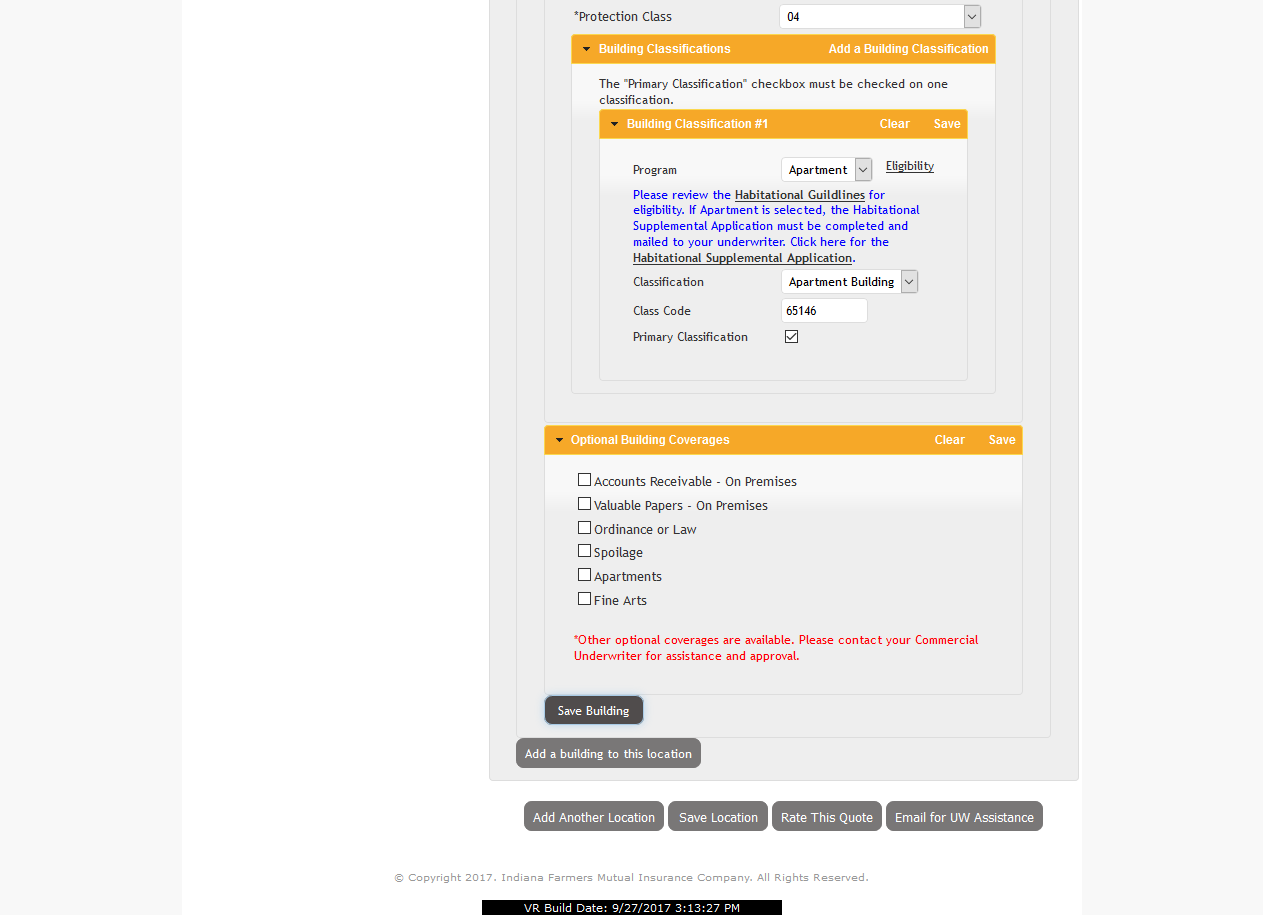 *Protection Class 04
Building Classifications Add a Building Classification
The "Primary Classification" checkbox must be checked on one
classification.
Building Classification #1 Clear Save
Program Apartment Eligibility
Please review the Habitational Guildlines for
eligibility. If Apartment is selected, the Habitational
Supplemental Application must be completed and
mailed to your underwriter. Click here for the
Habitational Supplemental Application.
Classification Apartment Building
Class Code 65146
Primary Classification
Optional Building Coverages Clear Save
Accounts Receivable - On Premises
Valuable Papers - On Premises
Ordinance or Law
Spoilage
Apartments
Fine Arts
*Other optional coverages are available. Please contact your Commercial
Underwriter for assistance and approval.
Save Building
Add a building to this location
Add Another Location Save Location Rate This Quote Email for UW Assistance
© Copyright 2017. Indiana Farmers Mutual Insurance Company. All Rights Reserved.
VR Build Date: 9/27/2017 3:13:27 PM